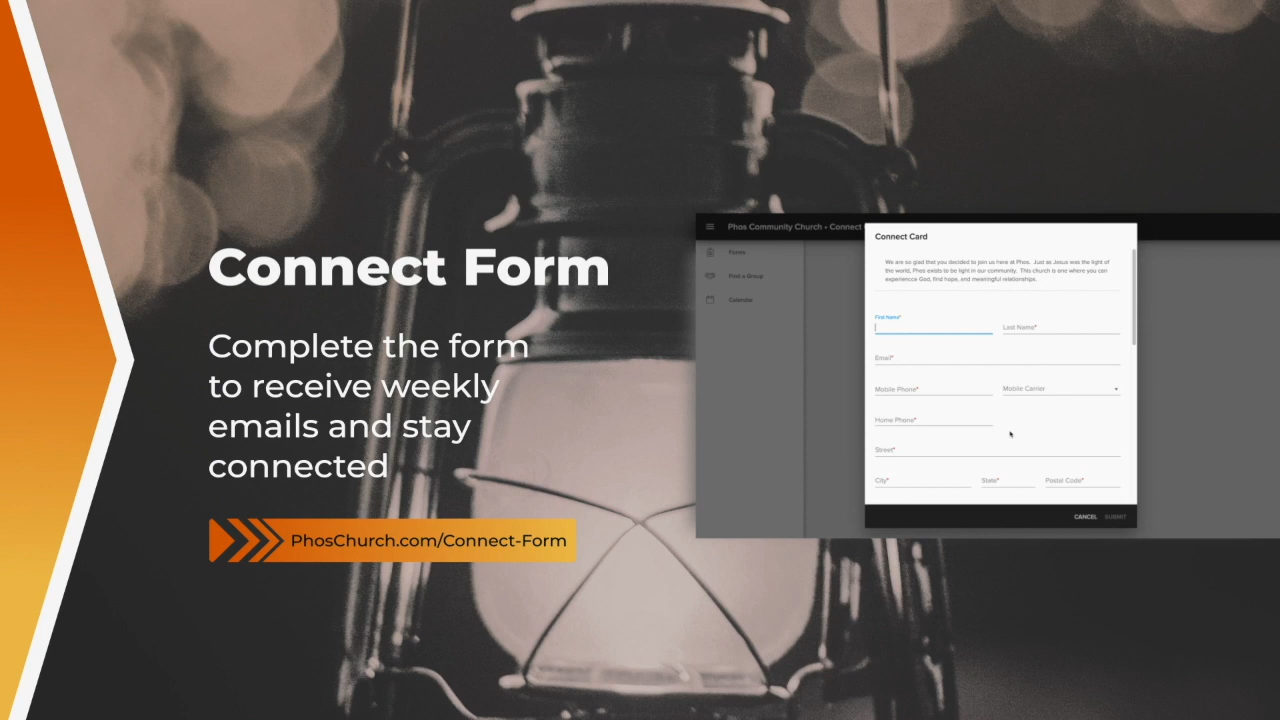 Connect Form
Complete the form
to receive weekly
emails and stay
connected
PhosChurch.com/Connect-Form
Phos Community Church • Connect
Forms
Find a Group
Calendar
Connect Card
We are so glad that you decided to join us here at Phos. Just as Jesus was the light of
the world, Phos exists to be light in our community. This church is one where you can
experience God, find hope, and meaningful relationships.
First Name*
Last Name*
Email*
Mobile Phone*
Mobile Carrier
Home Phone*
Street*
City*
State*
Postal Code*
CANCEL SUBMIT